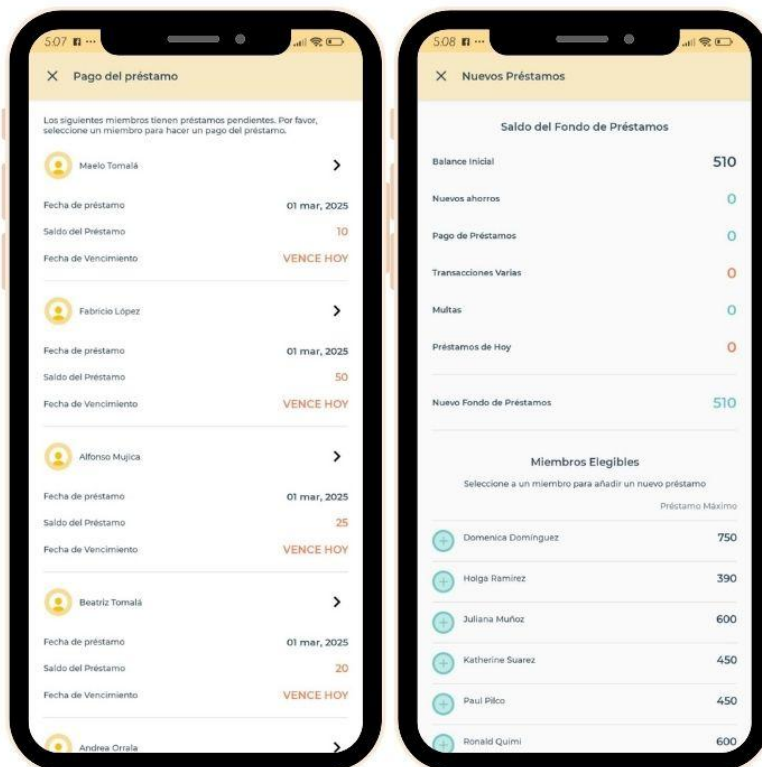 5:07
Pago del préstamo
Los siguientes miembros tienen préstamos pendientes. Por favor,
seleccione un miembro para hacer un pago del préstamo.
Maelo Tomalá
Fecha de préstamo 01 mar, 2025
Saldo del Préstamo 10
Fecha de Vencimiento VENCE HOY
Fabricio López
Fecha de préstamo 01 mar, 2025
Saldo del Préstamo 50
Fecha de Vencimiento VENCE HOY
Alfonso Mujica
Fecha de préstamo 01 mar, 2025
Saldo del Préstamo 25
Fecha de Vencimiento VENCE HOY
Beatriz Tomalá
Fecha de préstamo 01 mar, 2025
Saldo del Préstamo 20
Fecha de Vencimiento VENCE HOY
Andrea Orrala
5:08
Nuevos Préstamos
Saldo del Fondo de Préstamos
Balance Inicial 510
Nuevos ahorros 0
Pago de Préstamos 0
Transacciones Varias 0
Multas 0
Préstamos de Hoy 0
Nuevo Fondo de Préstamos 510
Miembros Elegibles
Seleccione a un miembro para añadir un nuevo préstamo
Préstamo Máximo
Domenica Domínguez 750
Holga Ramírez 390
Juliana Muñoz 600
Katherine Suarez 450
Paul Pilco 450
Ronald Quimi 600